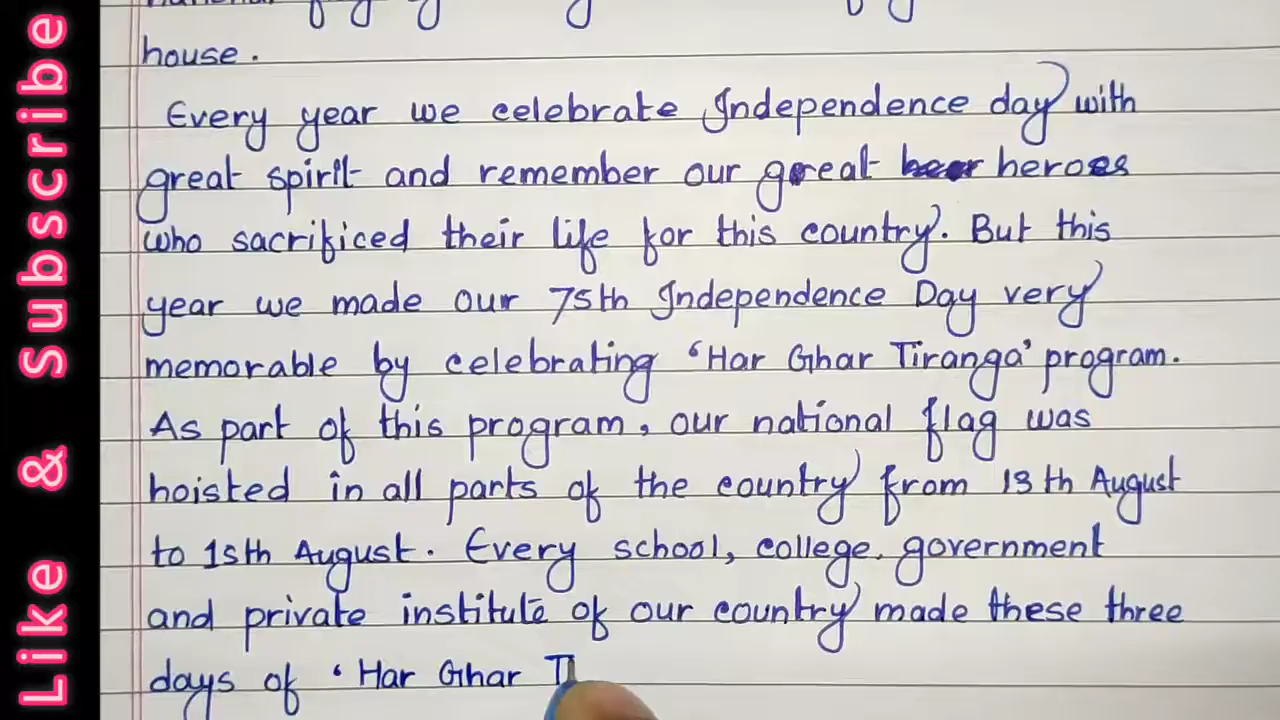 house.
Every year we celebrate Independence day with
great spirit and remember our great heroes
who sacrificed their life for this country. But this
year we made our 75th Independence Day very
memorable by celebrating 'Har Ghar Tiranga' program.
As part of this program, our national flag was
hoisted in all parts of the country from 13th August
to 15th August. Every school, college, government
and private institute of our country made these three
days of 'Har Ghar T
Like & Subscribe